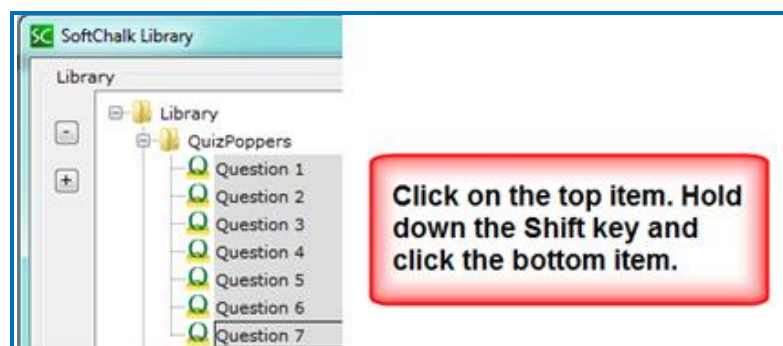 SC SoftChalk Library
Library
Library
QuizPoppers
Question 1
Question 2
Question 3
Question 4
Question 5
Question 6
Question 7
Click on the top item. Hold
down the Shift key and
click the bottom item.